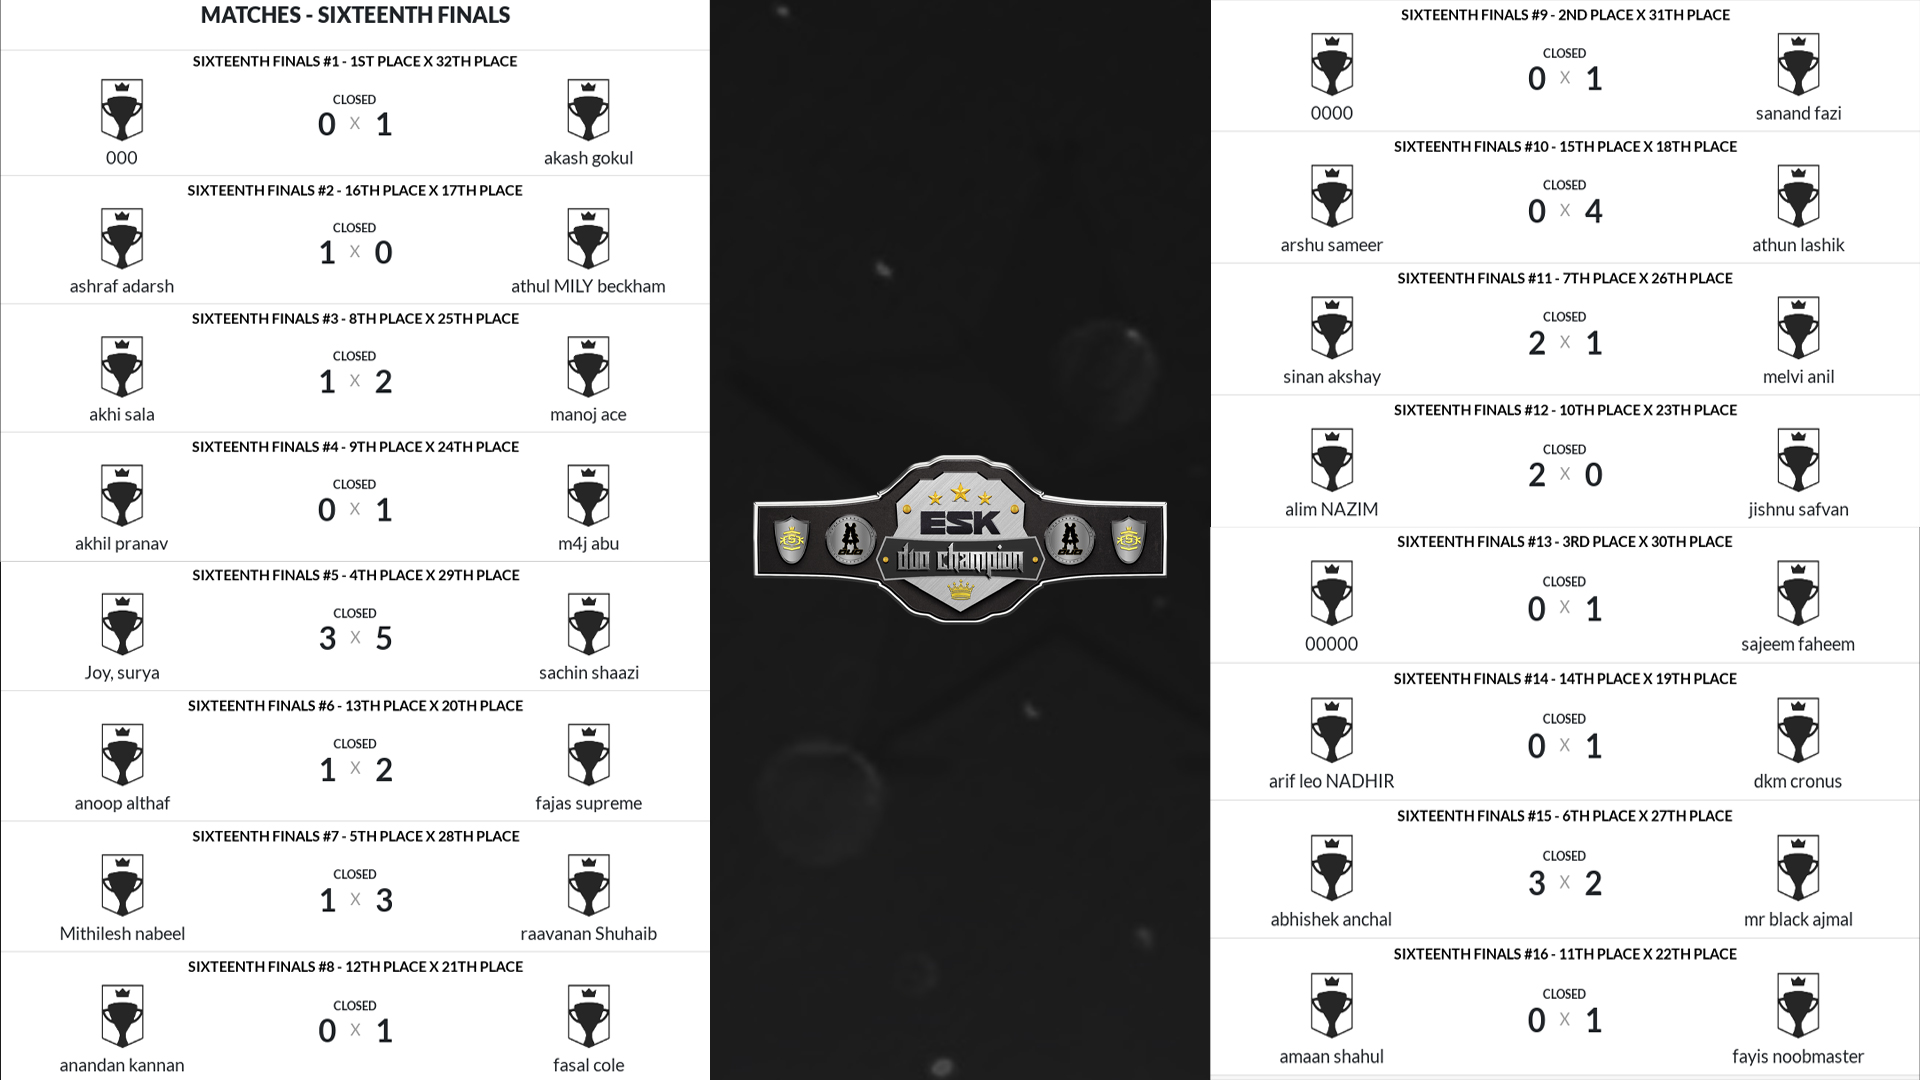 MATCHES - SIXTEENTH FINALS
SIXTEENTH FINALS #1 - 1ST PLACE X 32TH PLACE
CLOSED
0 X 1
000 akash gokul
SIXTEENTH FINALS #2 - 16TH PLACE X 17TH PLACE
CLOSED
1 X 0
ashraf adarsh athul MILY beckham
SIXTEENTH FINALS #3 - 8TH PLACE X 25TH PLACE
CLOSED
1 X 2
akhi sala manoj ace
SIXTEENTH FINALS #4 - 9TH PLACE X 24TH PLACE
CLOSED
0 X 1
akhil pranav m4j abu
SIXTEENTH FINALS #5 - 4TH PLACE X 29TH PLACE
CLOSED
3 X 5
Joy, surya sachin shaazi
SIXTEENTH FINALS #6 - 13TH PLACE X 20TH PLACE
CLOSED
1 X 2
anoop althaf fajas supreme
SIXTEENTH FINALS #7 - 5TH PLACE X 28TH PLACE
CLOSED
1 X 3
Mithilesh nabeel raavanan Shuhaib
SIXTEENTH FINALS #8 - 12TH PLACE X 21TH PLACE
CLOSED
0 X 1
anandan kannan fasal cole
ESK
duo champion
S DUO DUO S
SIXTEENTH FINALS #9 - 2ND PLACE X 31TH PLACE
CLOSED
0 X 1
0000 sanand fazi
SIXTEENTH FINALS #10 - 15TH PLACE X 18TH PLACE
CLOSED
0 X 4
arshu sameer athun lashik
SIXTEENTH FINALS #11 - 7TH PLACE X 26TH PLACE
CLOSED
2 X 1
sinan akshay melvi anil
SIXTEENTH FINALS #12 - 10TH PLACE X 23TH PLACE
CLOSED
2 X 0
alim NAZIM jishnu safvan
SIXTEENTH FINALS #13 - 3RD PLACE X 30TH PLACE
CLOSED
0 X 1
00000 sajeem faheem
SIXTEENTH FINALS #14 - 14TH PLACE X 19TH PLACE
CLOSED
0 X 1
arif leo NADHIR dkm cronus
SIXTEENTH FINALS #15 - 6TH PLACE X 27TH PLACE
CLOSED
3 X 2
abhishek anchal mr black ajmal
SIXTEENTH FINALS #16 - 11TH PLACE X 22TH PLACE
CLOSED
0 X 1
amaan shahul fayis noobmaster